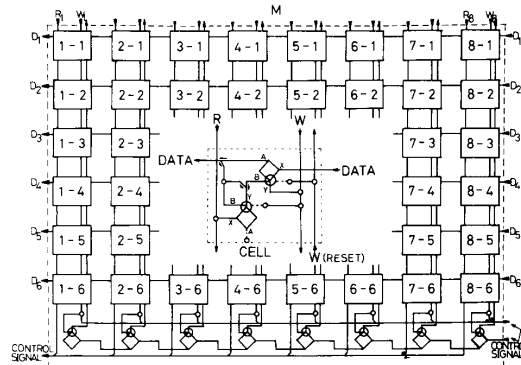 M
R₁ W₁ R₈ W₈
D₁ 1-1 2-1 3-1 4-1 5-1 6-1 7-1 8-1 D₁
D₂ 1-2 2-2 3-2 4-2 5-2 6-2 7-2 8-2 D₂
R W
D₃ 1-3 2-3 7-3 8-3 D₃
A X
DATA DATA
B Y
D₄ 1-4 2-4 7-4 8-4 D₄
Y
B
X A
D₅ 1-5 2-5 7-5 8-5 D₅
CELL
W (RESET)
D₆ 1-6 2-6 3-6 4-6 5-6 6-6 7-6 8-6 D₆
CONTROL SIGNAL CONTROL SIGNAL